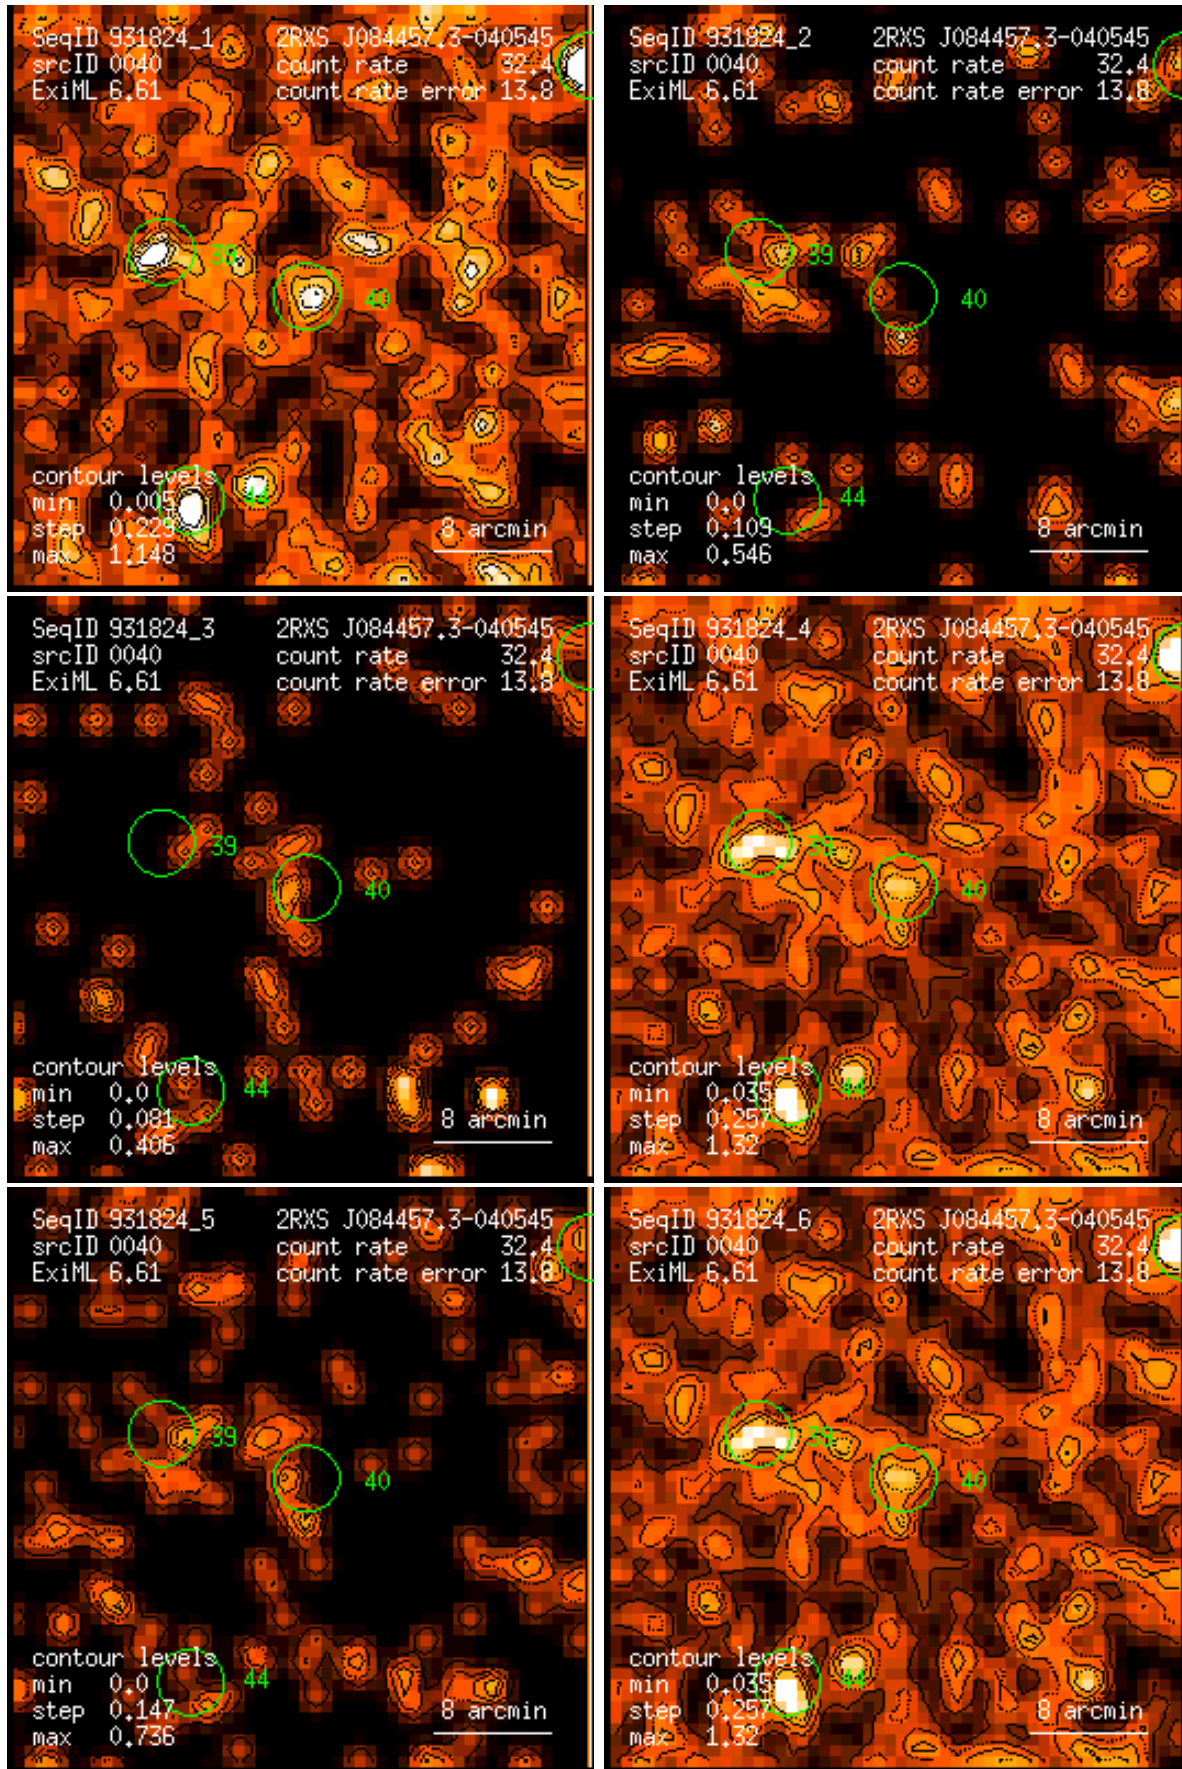 SeqID 931824_1 2RXS J084457.3-040545
srcID 0040 count rate 32.4
ExiML 6.61 count rate error 13.8
39
40
44
contour levels
min 0.005
step 0.229 8 arcmin
max 1.148
SeqID 931824_2 2RXS J084457.3-040545
srcID 0040 count rate 32.4
ExiML 6.61 count rate error 13.8
39
40
contour levels
44
min 0.0
step 0.109 8 arcmin
max 0.546
SeqID 931824_3 2RXS J084457.3-040545
srcID 0040 count rate 32.4
ExiML 6.61 count rate error 13.8
39
40
contour levels
44
min 0.0
step 0.081 8 arcmin
max 0.406
SeqID 931824_4 2RXS J084457.3-040545
srcID 0040 count rate 32.4
ExiML 6.61 count rate error 13.8
39
40
contour levels
44
min 0.035
step 0.257 8 arcmin
max 1.32
SeqID 931824_5 2RXS J084457.3-040545
srcID 0040 count rate 32.4
ExiML 6.61 count rate error 13.8
39
40
contour levels
44
min 0.0
step 0.147 8 arcmin
max 0.736
SeqID 931824_6 2RXS J084457.3-040545
srcID 0040 count rate 32.4
ExiML 6.61 count rate error 13.8
39
40
contour levels
44
min 0.035
step 0.257 8 arcmin
max 1.32